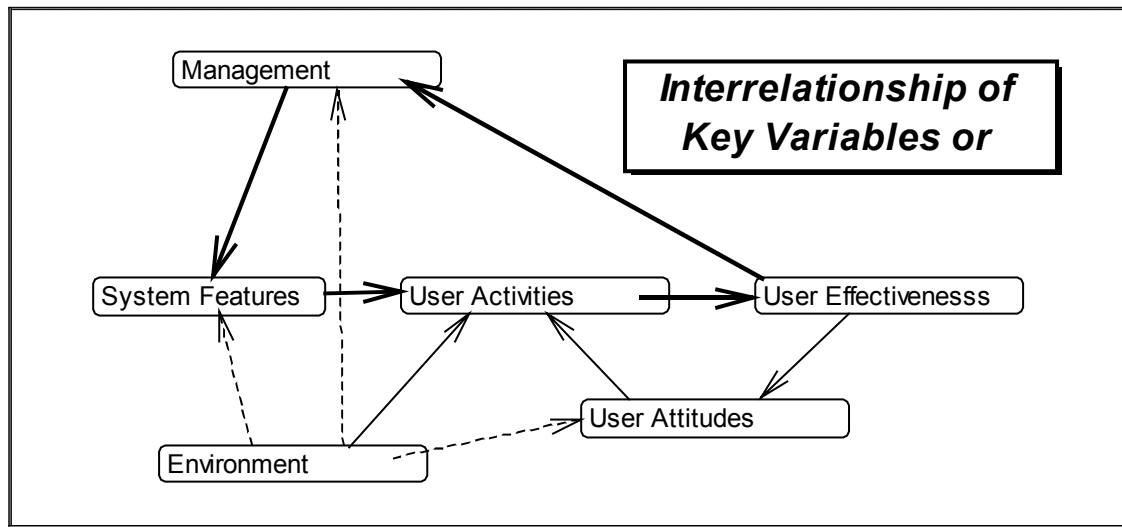 Management
Interrelationship of
Key Variables or
System Features
User Activities
User Effectivenesss
User Attitudes
Environment